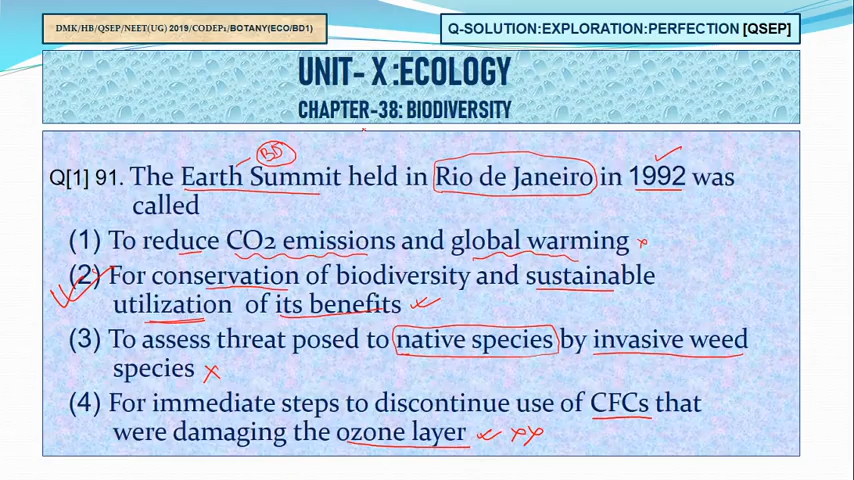 DMK/HB/QSEP/NEET(UG) 2019/CODEP1/BOTANY(ECO/BD1)
Q-SOLUTION:EXPLORATION:PERFECTION [QSEP]
UNIT- X :ECOLOGY
CHAPTER-38: BIODIVERSITY
BD
Q[1] 91. The Earth Summit held in Rio de Janeiro in 1992 was
called
(1) To reduce CO2 emissions and global warming
(2) For conservation of biodiversity and sustainable
utilization of its benefits
(3) To assess threat posed to native species by invasive weed
species
(4) For immediate steps to discontinue use of CFCs that
were damaging the ozone layer